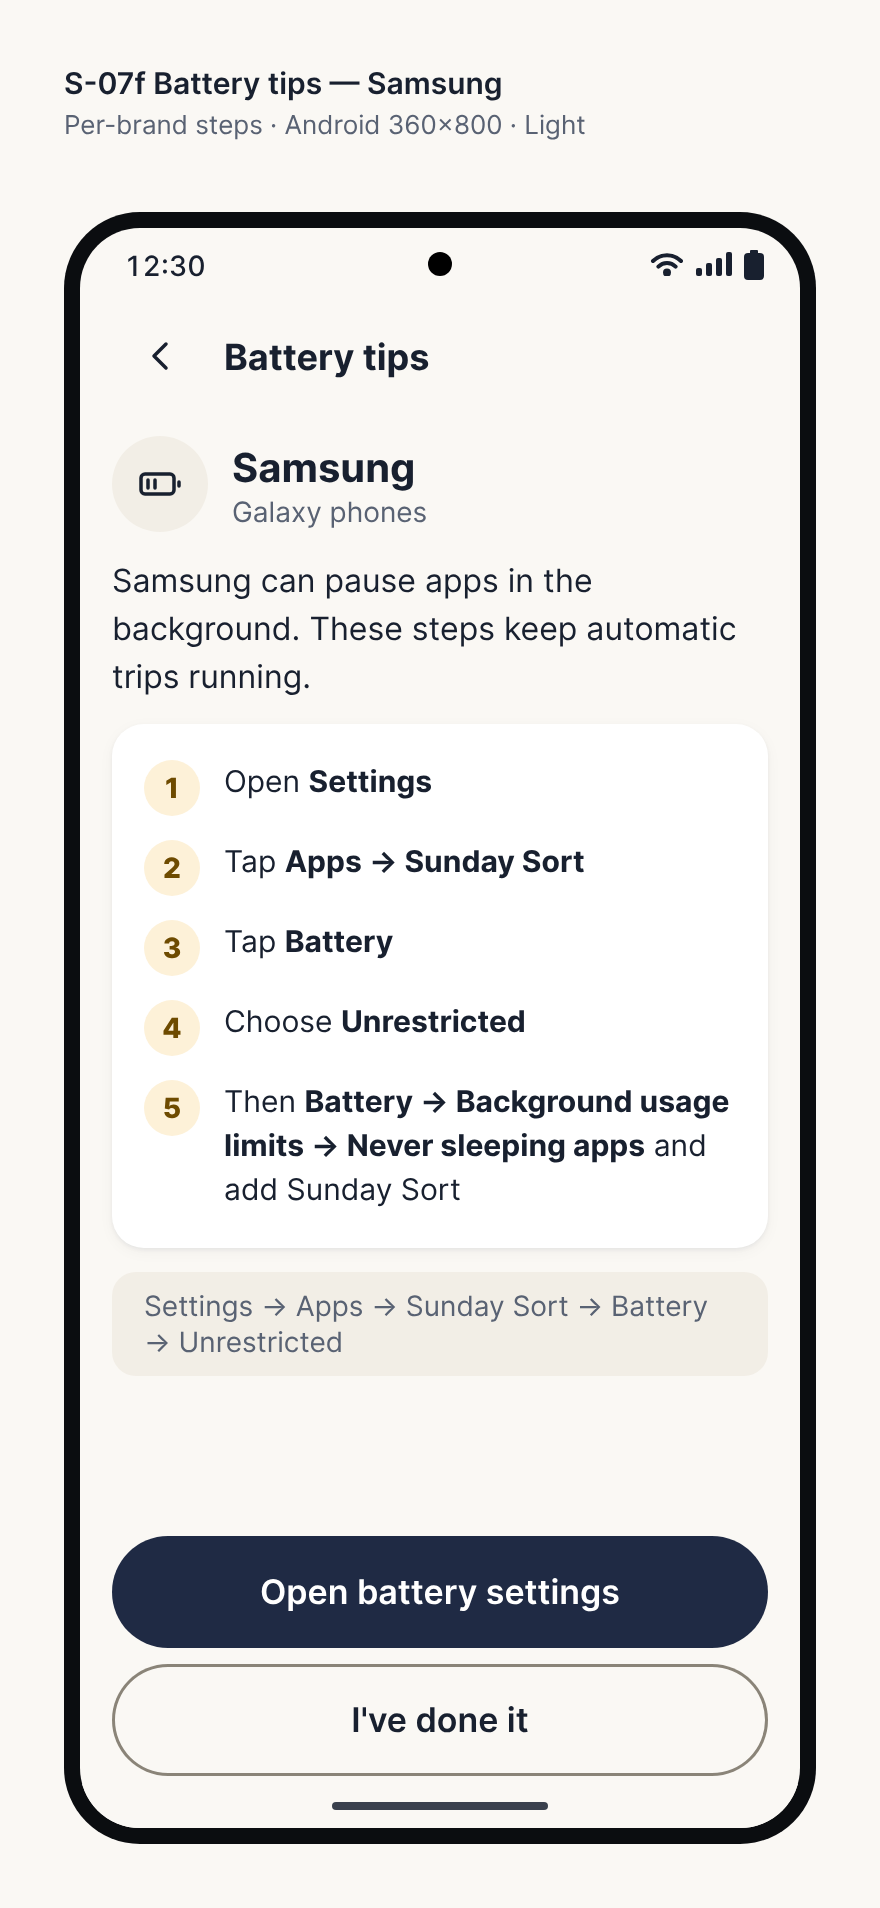 S-07f Battery tips — Samsung
Per-brand steps · Android 360×800 · Light
12:30
Battery tips
Samsung
Galaxy phones
Samsung can pause apps in the
background. These steps keep automatic
trips running.
1 Open Settings
2 Tap Apps → Sunday Sort
3 Tap Battery
4 Choose Unrestricted
5 Then Battery → Background usage
limits → Never sleeping apps and
add Sunday Sort
Settings → Apps → Sunday Sort → Battery
→ Unrestricted
Open battery settings
I've done it